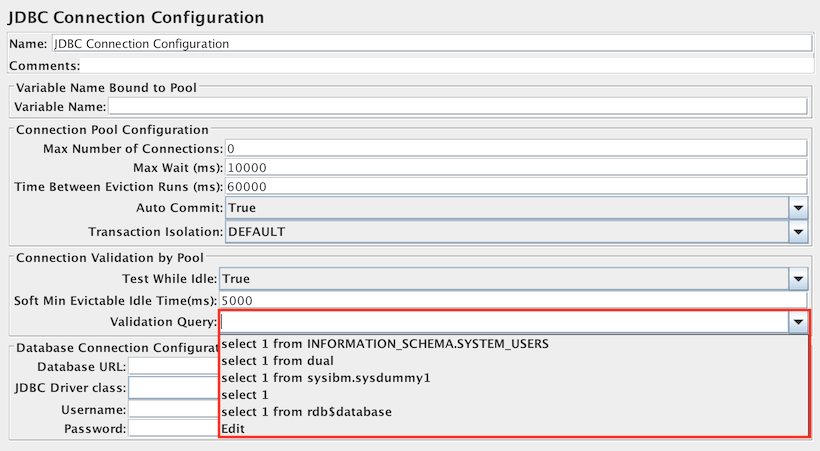 JDBC Connection Configuration
Name: JDBC Connection Configuration
Comments:
Variable Name Bound to Pool
Variable Name:
Connection Pool Configuration
Max Number of Connections: 0
Max Wait (ms): 10000
Time Between Eviction Runs (ms): 60000
Auto Commit: True
Transaction Isolation: DEFAULT
Connection Validation by Pool
Test While Idle: True
Soft Min Evictable Idle Time(ms): 5000
Validation Query:
select 1 from INFORMATION_SCHEMA.SYSTEM_USERS
select 1 from dual
select 1 from sysibm.sysdummy1
select 1
select 1 from rdb$database
Edit
Database Connection Configurat
Database URL:
JDBC Driver class:
Username:
Password: